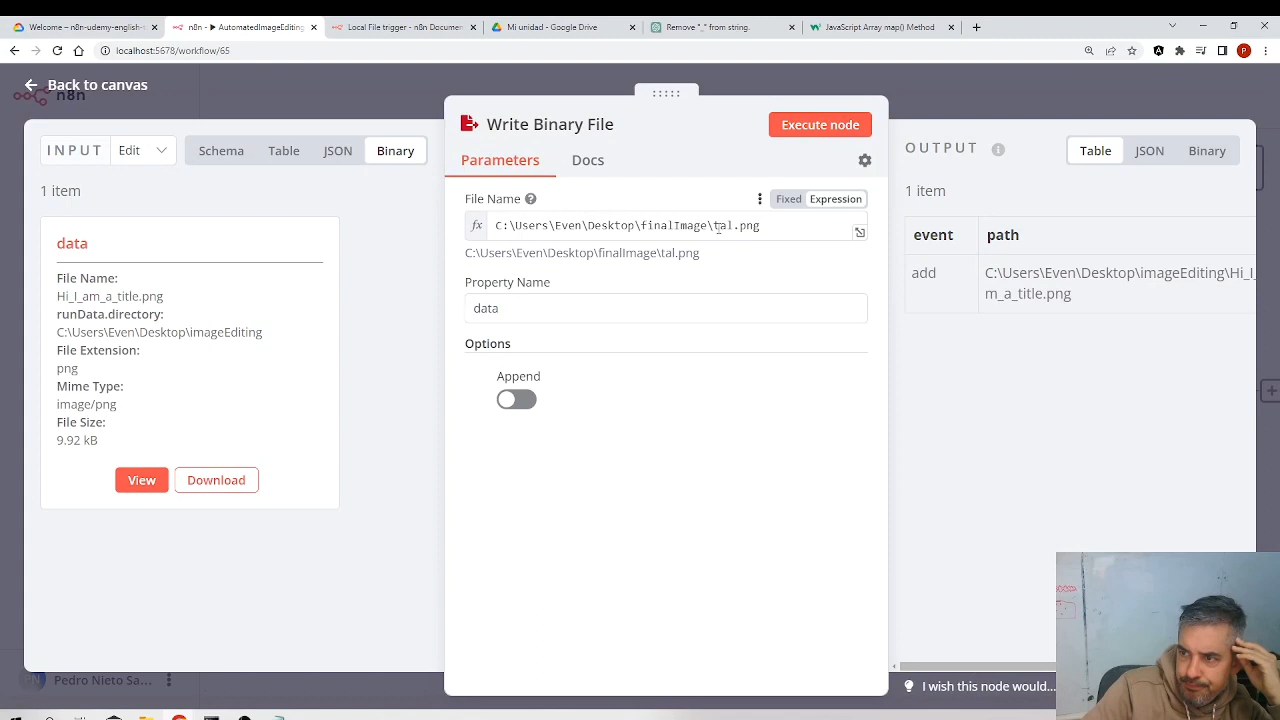 Welcome – n8n-udemy-english-
n8n - ▶ AutomatedImageEditing
Local File trigger - n8n Documen
Mi unidad - Google Drive
Remove "_" from string.
JavaScript Array map() Method
localhost:5678/workflow/65
P
Back to canvas
n8n
INPUT
Edit
Schema
Table
JSON
Binary
1 item
data
File Name:
Hi_I_am_a_title.png
runData.directory:
C:\Users\Even\Desktop\imageEditing
File Extension:
png
Mime Type:
image/png
File Size:
9.92 kB
View
Download
PN
Pedro Nieto Sa...
Write Binary File
Execute node
Parameters
Docs
File Name
Fixed
Expression
fx
C:\Users\Even\Desktop\finalImage\tal.png
C:\Users\Even\Desktop\finalImage\tal.png
Property Name
data
Options
Append
OUTPUT
Table
JSON
Binary
1 item
event
path
add
C:\Users\Even\Desktop\imageEditing\Hi_I_
m_a_title.png
I wish this node would...